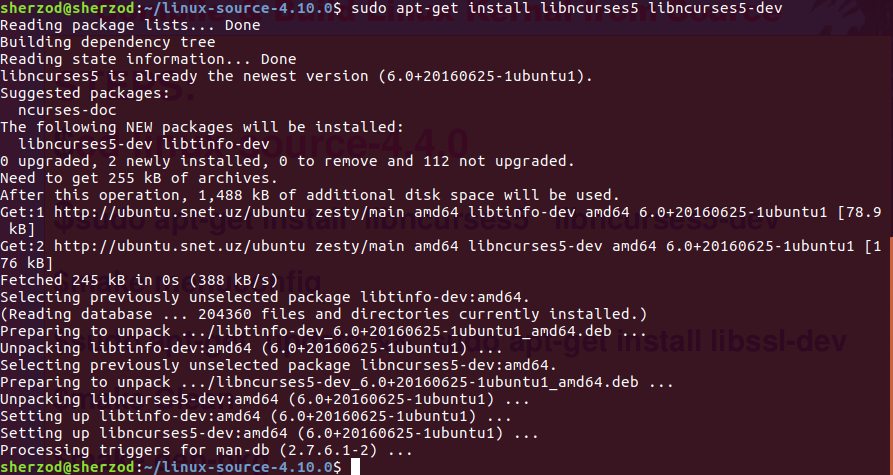 sherzod@sherzod:~/linux-source-4.10.0$ sudo apt-get install libncurses5 libncurses5-dev
Reading package lists... Done
Building dependency tree
Reading state information... Done
libncurses5 is already the newest version (6.0+20160625-1ubuntu1).
Suggested packages:
  ncurses-doc
The following NEW packages will be installed:
  libncurses5-dev libtinfo-dev
0 upgraded, 2 newly installed, 0 to remove and 112 not upgraded.
Need to get 255 kB of archives.
After this operation, 1,488 kB of additional disk space will be used.
Get:1 http://ubuntu.snet.uz/ubuntu zesty/main amd64 libtinfo-dev amd64 6.0+20160625-1ubuntu1 [78.9
 kB]
Get:2 http://ubuntu.snet.uz/ubuntu zesty/main amd64 libncurses5-dev amd64 6.0+20160625-1ubuntu1 [1
76 kB]
Fetched 245 kB in 0s (388 kB/s)
Selecting previously unselected package libtinfo-dev:amd64.
(Reading database ... 204360 files and directories currently installed.)
Preparing to unpack .../libtinfo-dev_6.0+20160625-1ubuntu1_amd64.deb ...
Unpacking libtinfo-dev:amd64 (6.0+20160625-1ubuntu1) ...
Selecting previously unselected package libncurses5-dev:amd64.
Preparing to unpack .../libncurses5-dev_6.0+20160625-1ubuntu1_amd64.deb ...
Unpacking libncurses5-dev:amd64 (6.0+20160625-1ubuntu1) ...
Setting up libtinfo-dev:amd64 (6.0+20160625-1ubuntu1) ...
Setting up libncurses5-dev:amd64 (6.0+20160625-1ubuntu1) ...
Processing triggers for man-db (2.7.6.1-2) ...
sherzod@sherzod:~/linux-source-4.10.0$